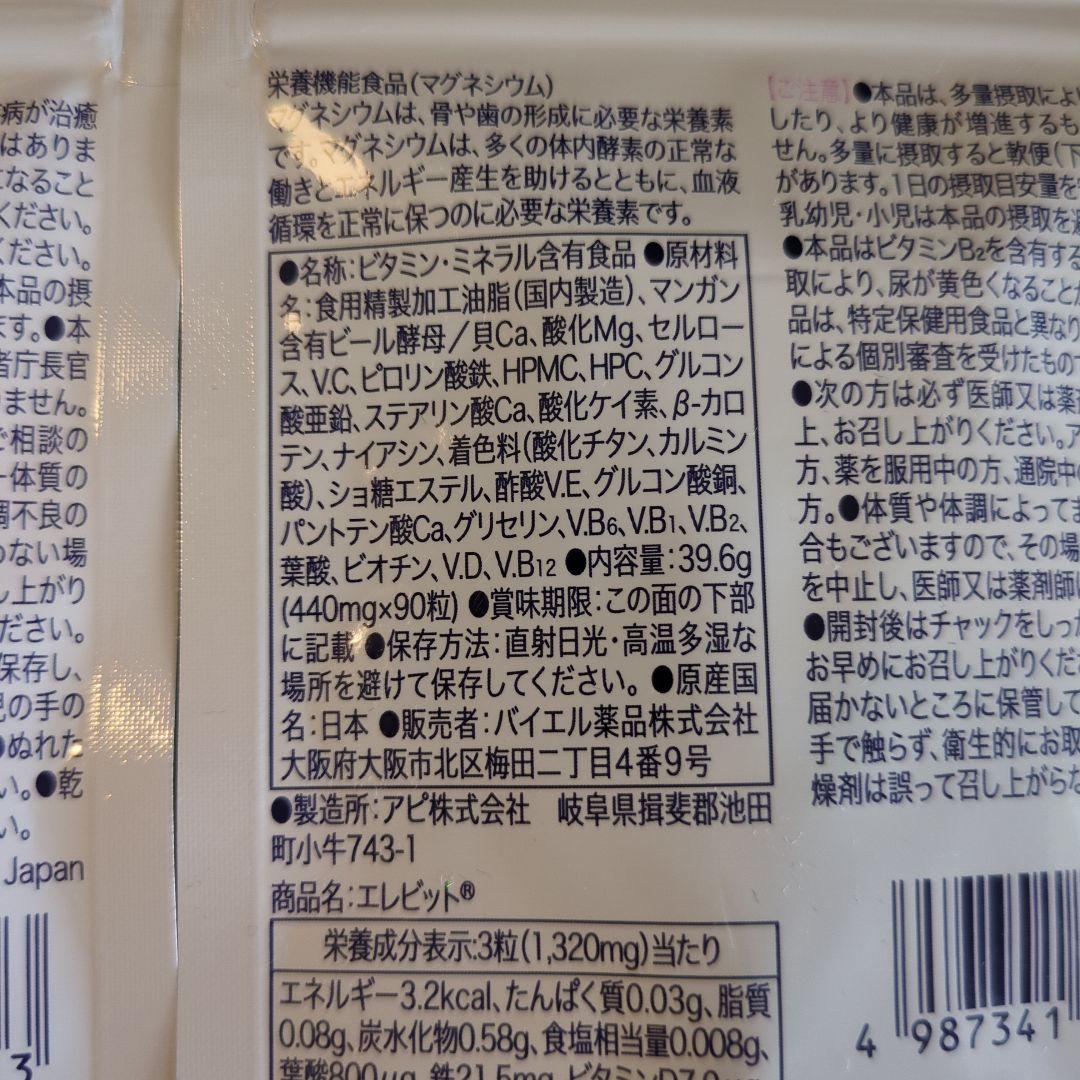 病が治癒
はありま
なること
ください。
ください。
本品の摂
ます。●本
者庁長官
ません。
ご相談の
体質の
調不良の
わない場
し上がり
ださい。
保存し、
児の手の
●ぬれた
い。●乾
い。
Japan
3
栄養機能食品(マグネシウム)
マグネシウムは、骨や歯の形成に必要な栄養素
です。マグネシウムは、多くの体内酵素の正常な
働きとエネルギー産生を助けるとともに、血液
循環を正常に保つのに必要な栄養素です。
●名称:ビタミン・ミネラル含有食品 ●原材料
名:食用精製加工油脂(国内製造)、マンガン
含有ビール酵母/貝Ca、酸化Mg、セルロー
ス、V.C、ピロリン酸鉄、HPMC、HPC、グルコン
酸亜鉛、ステアリン酸Ca、酸化ケイ素、β-カロ
テン、ナイアシン、着色料(酸化チタン、カルミン
酸)、ショ糖エステル、酢酸V.E、グルコン酸銅、
パントテン酸Ca、グリセリン、V.B6、V.B1、V.B2、
葉酸、ビオチン、V.D、V.B12 ●内容量:39.6g
(440mg×90粒) ●賞味期限:この面の下部
に記載 ●保存方法:直射日光・高温多湿な
場所を避けて保存してください。 ●原産国
名:日本 ●販売者:バイエル薬品株式会社
大阪府大阪市北区梅田二丁目4番9号
●製造所:アピ株式会社 岐阜県揖斐郡池田
町小牛743-1
商品名:エレビット®
栄養成分表示:3粒(1,320mg)当たり
エネルギー3.2kcal、たんぱく質0.03g、脂質
0.08g、炭水化物0.58g、食塩相当量0.008g、
葉酸800μg、鉄21.5mg、ビタミンD7.0μg
【ご注意】●本品は、多量摂取によ
したり、より健康が増進するも
せん。多量に摂取すると軟便(下
があります。1日の摂取目安量を
乳幼児・小児は本品の摂取を
●本品はビタミンB2を含有する
取により、尿が黄色くなること
品は、特定保健用食品と異なり
による個別審査を受けたもの
●次の方は必ず医師又は薬
上、お召し上がりください。ア
方、薬を服用中の方、通院中
方。●体質や体調によってま
合もございますので、その場
を中止し、医師又は薬剤師
●開封後はチャックをしっ
お早めにお召し上がりくだ
届かないところに保管して
手で触らず、衛生的にお取
燥剤は誤って召し上がらな
4 987341 1